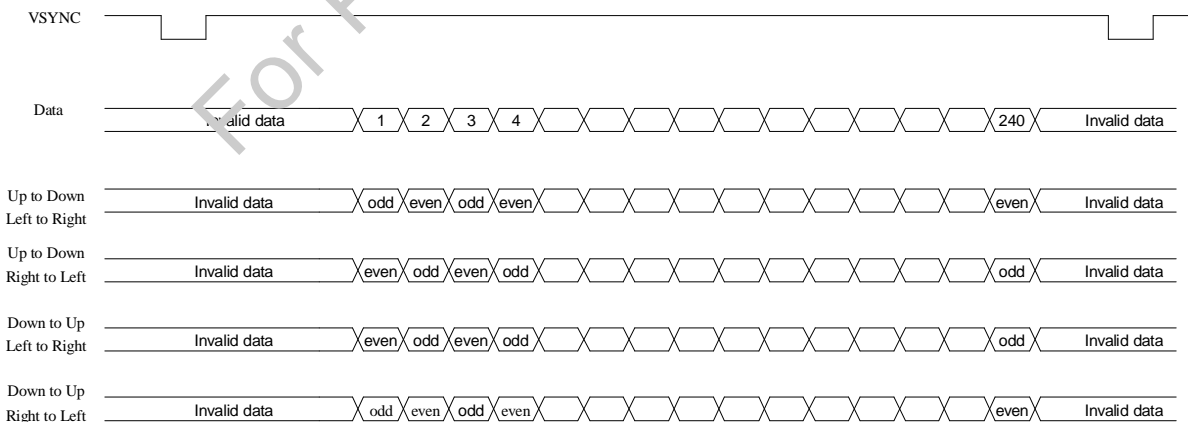 VSYNC
For
Data Invalid data 1 2 3 4 240 Invalid data
Up to Down
Left to Right
Invalid data odd even odd even even Invalid data
Up to Down
Right to Left
Invalid data even odd even odd odd Invalid data
Down to Up
Left to Right
Invalid data even odd even odd odd Invalid data
Down to Up
Right to Left
Invalid data odd even odd even even Invalid data